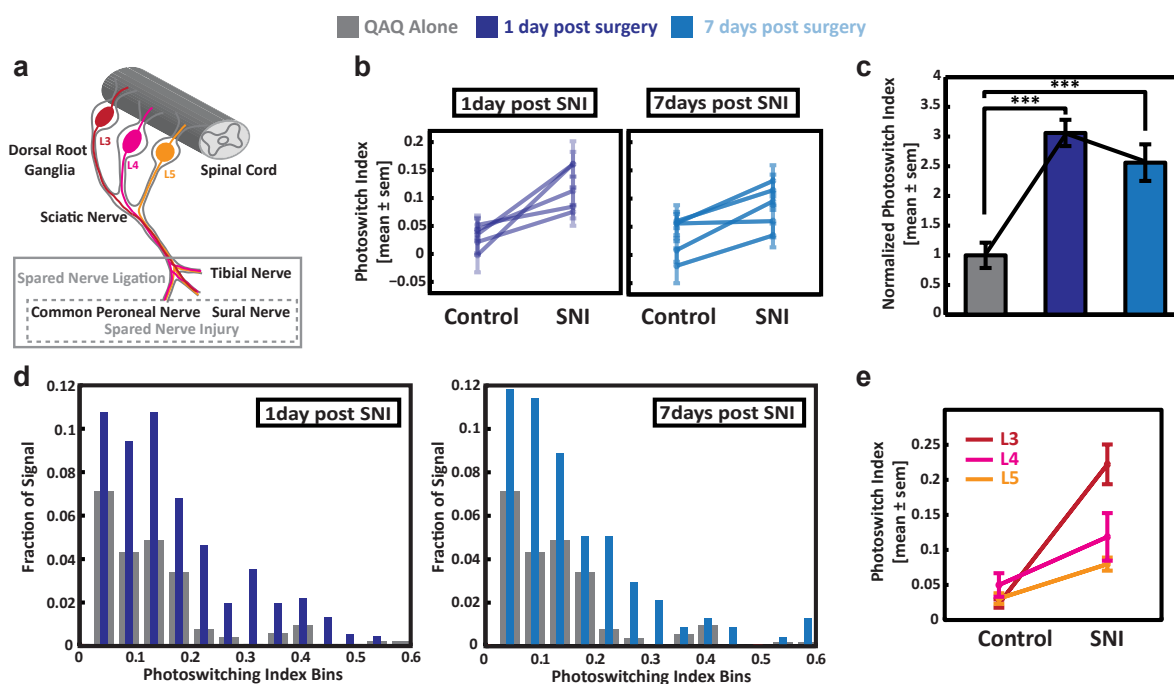 QAQ Alone
1 day post surgery
7 days post surgery
a
L3
L4
L5
Dorsal Root
Ganglia
Spinal Cord
Sciatic Nerve
Spared Nerve Ligation
Tibial Nerve
Common Peroneal Nerve
Sural Nerve
Spared Nerve Injury
b
1day post SNI
7days post SNI
Photoswitch Index
[mean ± sem]
0.2
0.15
0.1
0.05
0
−0.05
Control
SNI
Control
SNI
c
Normalized Photoswitch Index
[mean ± sem]
4
3.5
3
2.5
2
1.5
1
0.5
0
***
***
d
1day post SNI
Fraction of Signal
0.12
0.1
0.08
0.06
0.04
0.02
0
0
0.1
0.2
0.3
0.4
0.5
0.6
Photoswitching Index Bins
7days post SNI
Fraction of Signal
0.12
0.1
0.08
0.06
0.04
0.02
0
0
0.1
0.2
0.3
0.4
0.5
0.6
Photoswitching Index Bins
e
L3
L4
L5
Photoswitch Index
[mean ± sem]
0.25
0.2
0.15
0.1
0.05
0
Control
SNI